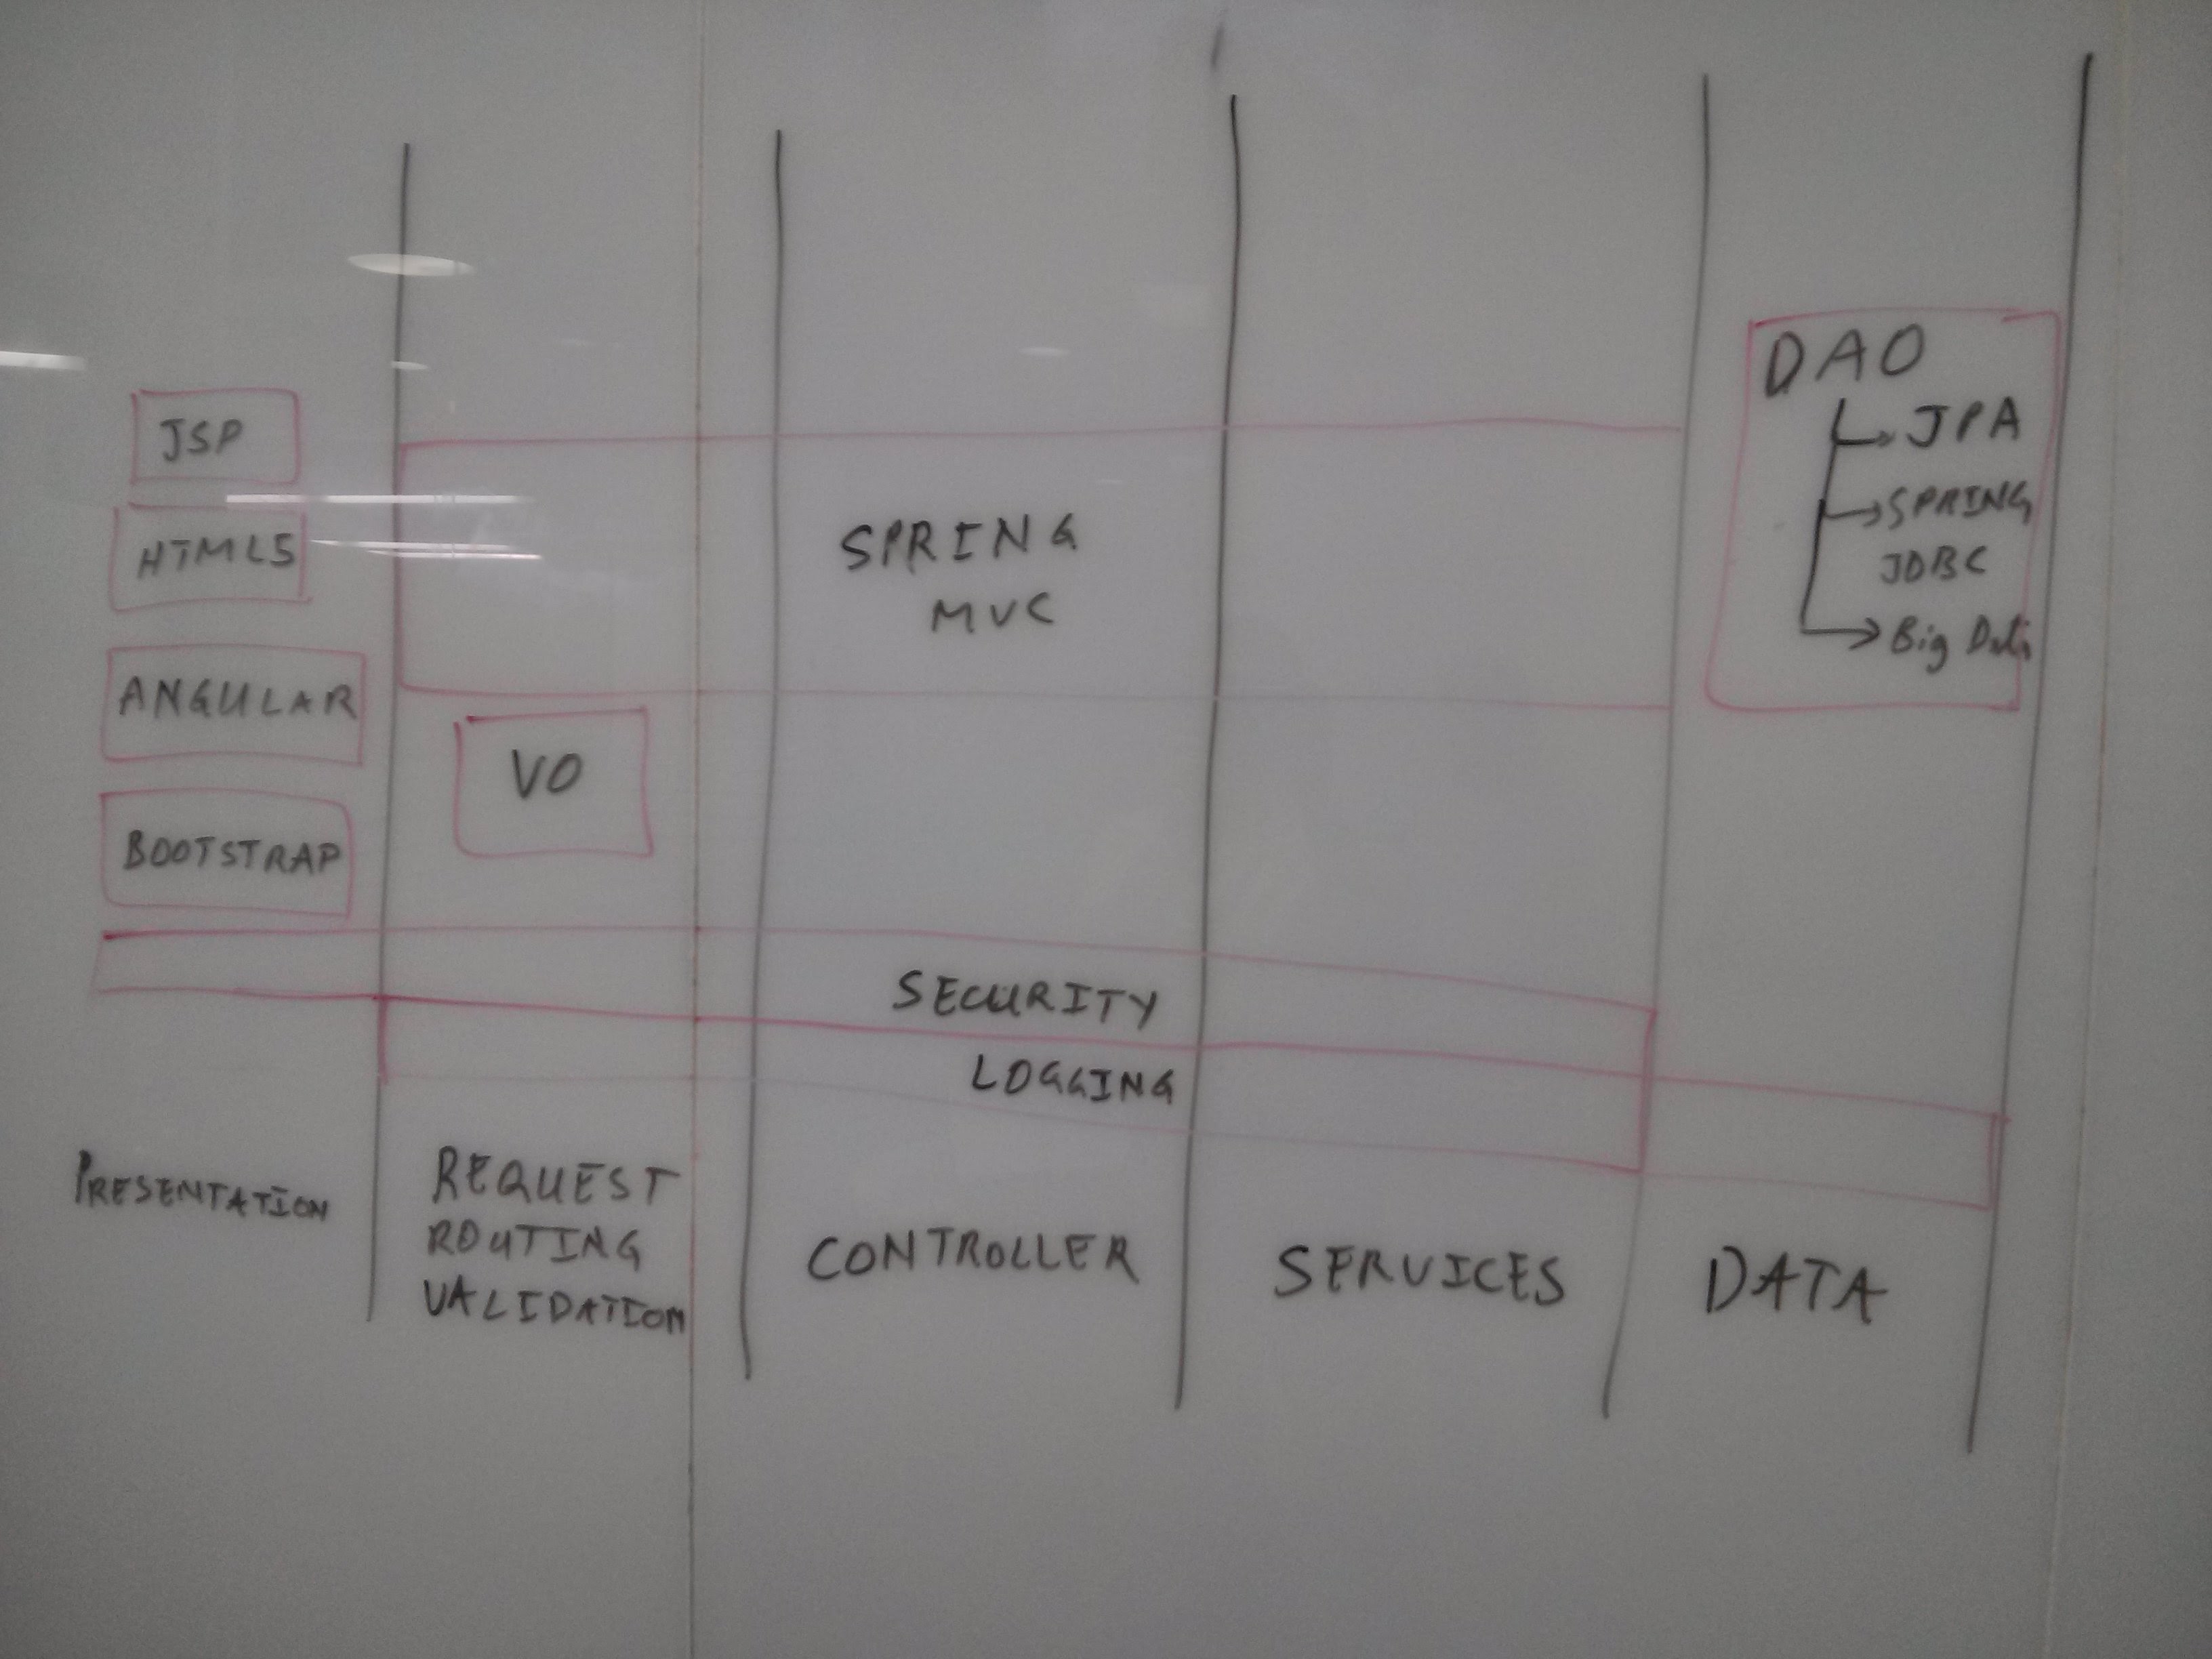 JSP
HTML5
ANGULAR
BOOTSTRAP
VO
SPRING
MVC
DAO
JPA
SPRING
JDBC
Big Data
SECURITY
LOGGING
PRESENTATION
REQUEST
ROUTING
VALIDATION
CONTROLLER
SERVICES
DATA